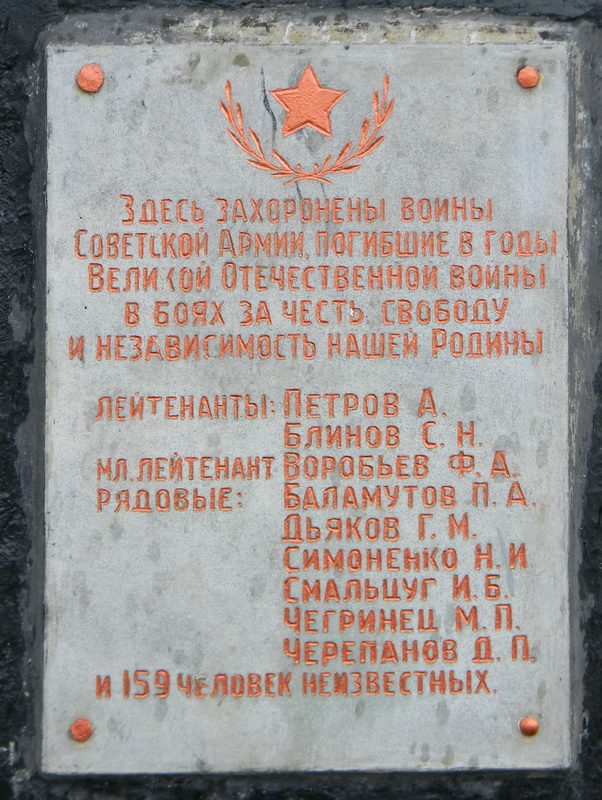 Здесь захоронены воины
Советской Армии, погибшие в годы
Великой Отечественной войны
в боях за честь свободу
и независимость нашей Родины
лейтенанты: Петров А.
Блинов С. Н.
мл. лейтенант Воробьев Ф. А.
рядовые: Баламутов П. А.
Дьяков Г. М.
Симоненко Н. И
Смальцуг И. Б.
Чегринец М. П.
Черепанов Д. П.
и 159 человек неизвестных.